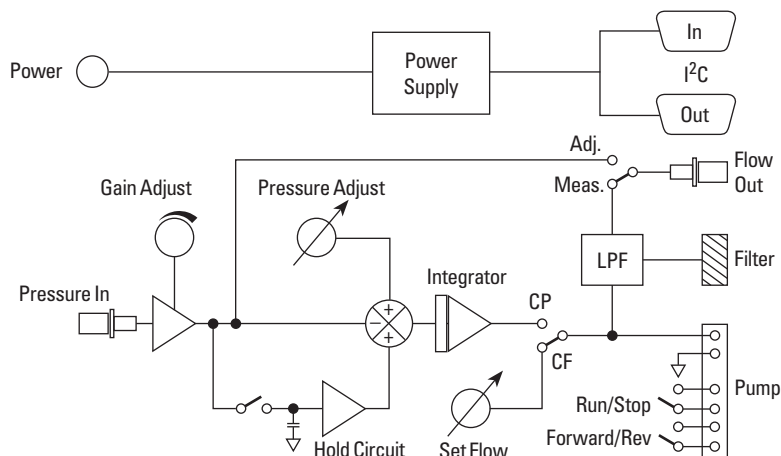 Power
Power
Supply
In
I²C
Out
Adj.
Meas.
Flow
Out
Gain Adjust
Pressure Adjust
LPF
Filter
Integrator
Pressure In
+
−
+
CP
CF
Pump
Run/Stop
Forward/Rev
Hold Circuit
Set Flow